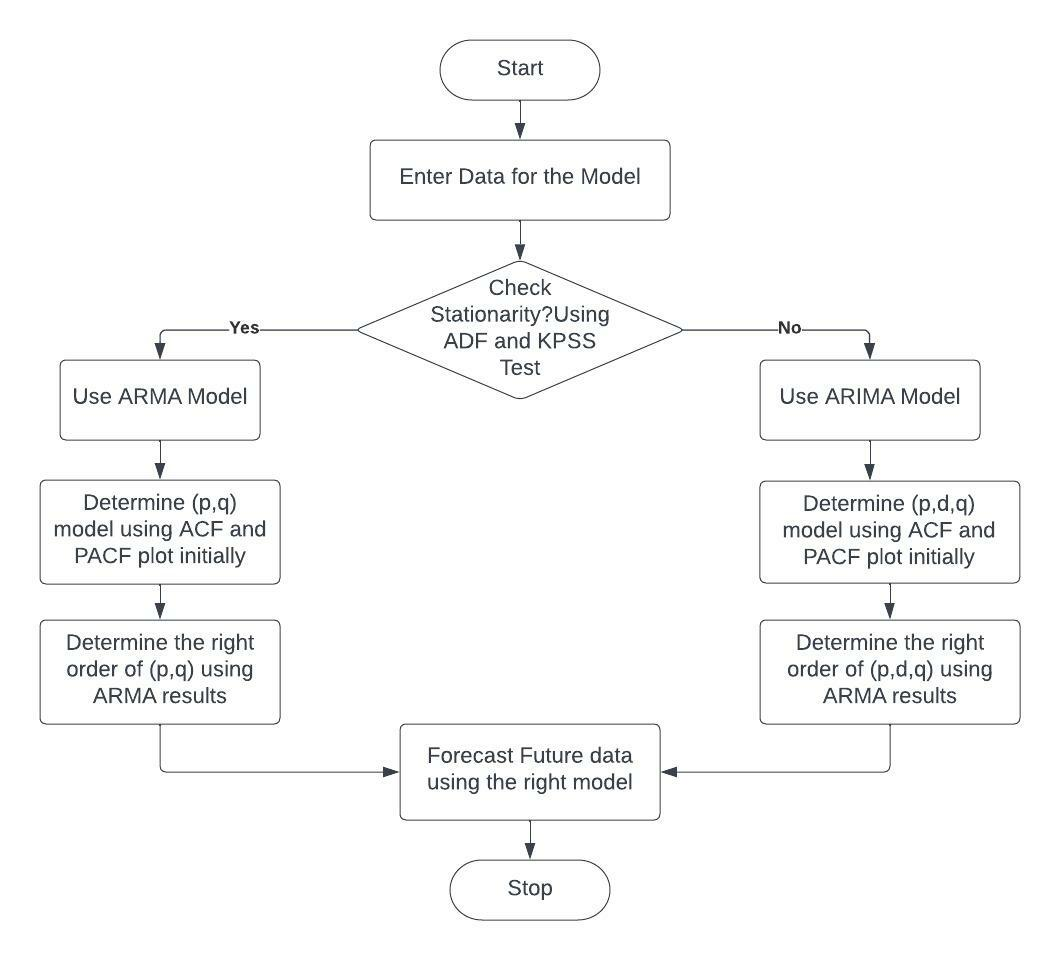 Start
Enter Data for the Model
Check
Stationarity?Using
ADF and KPSS
Test
Yes
No
Use ARMA Model
Use ARIMA Model
Determine (p,q)
model using ACF and
PACF plot initially
Determine (p,d,q)
model using ACF and
PACF plot initially
Determine the right
order of (p,q) using
ARMA results
Determine the right
order of (p,d,q) using
ARMA results
Forecast Future data
using the right model
Stop